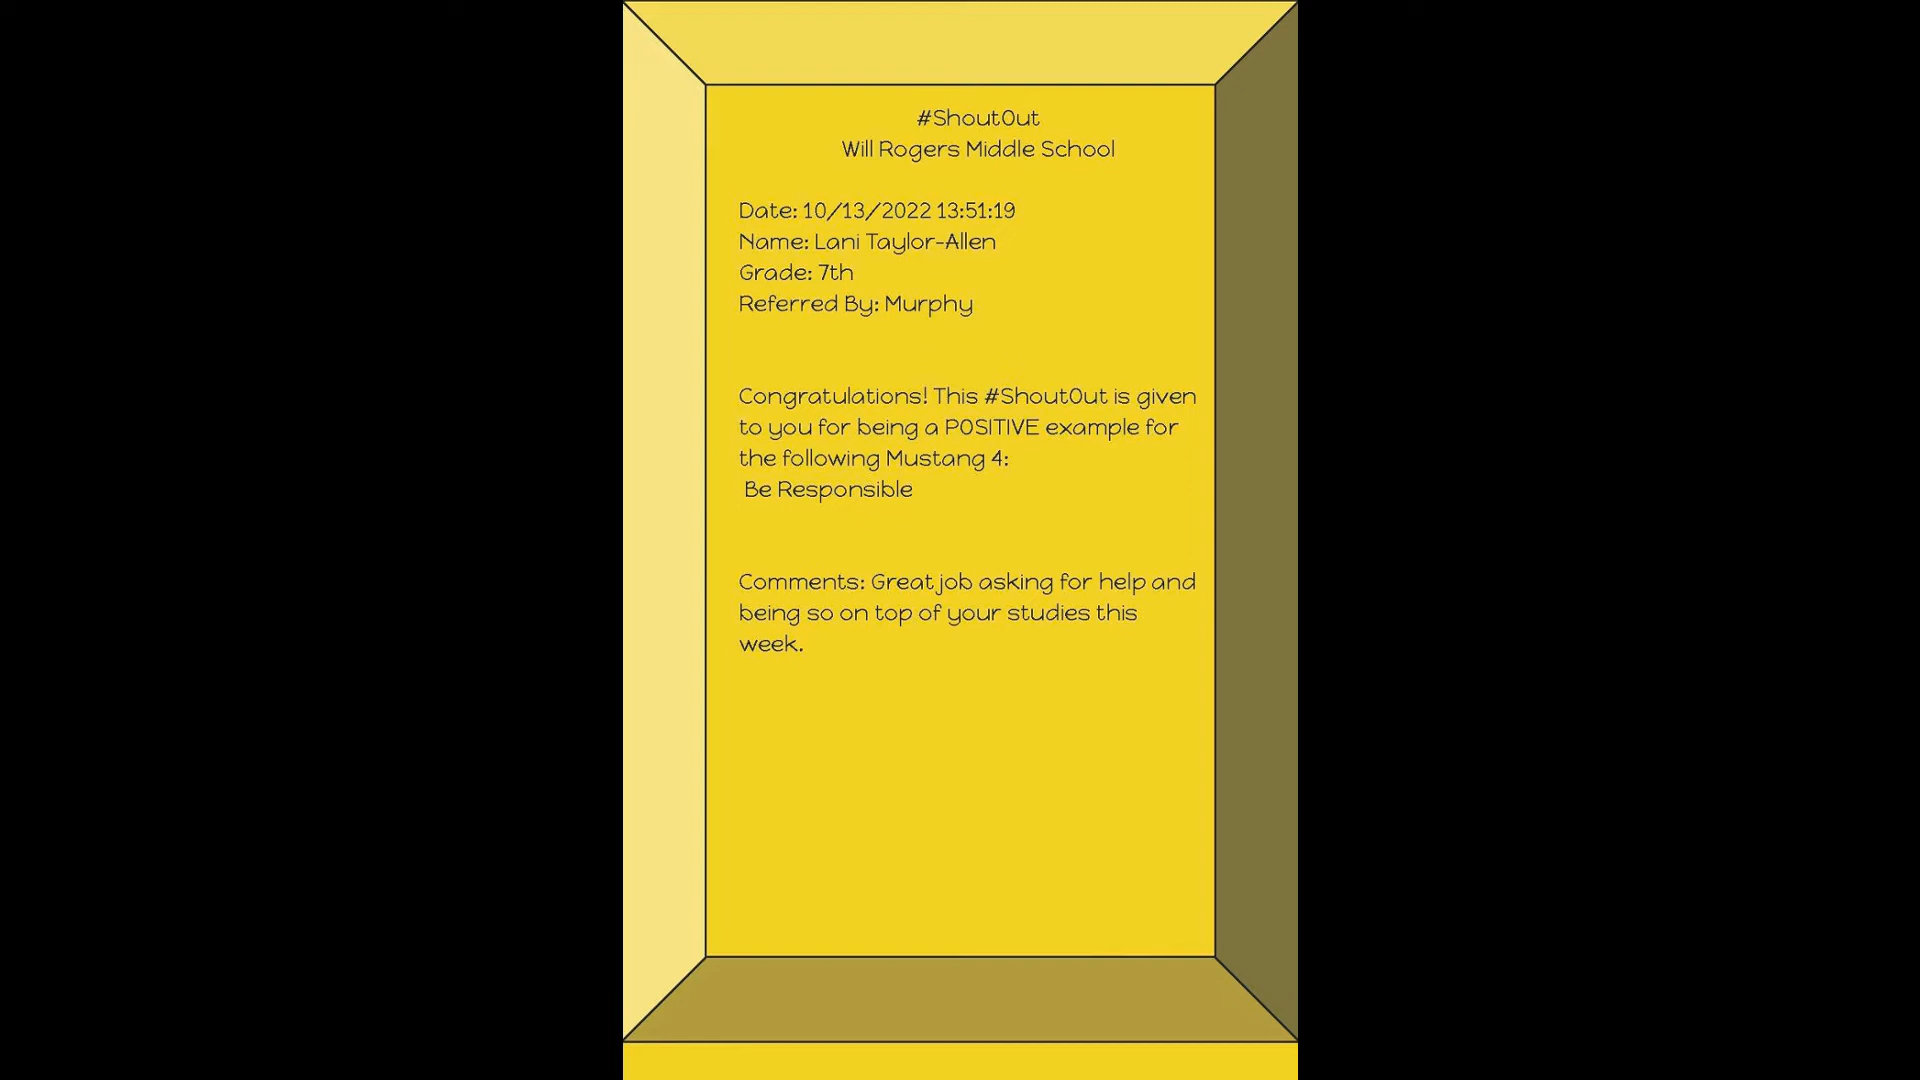 #ShoutOut
Will Rogers Middle School
Date: 10/13/2022 13:51:19
Name: Lani Taylor-Allen
Grade: 7th
Referred By: Murphy
Congratulations! This #ShoutOut is given
to you for being a POSITIVE example for
the following Mustang 4:
Be Responsible
Comments: Great job asking for help and
being so on top of your studies this
week.